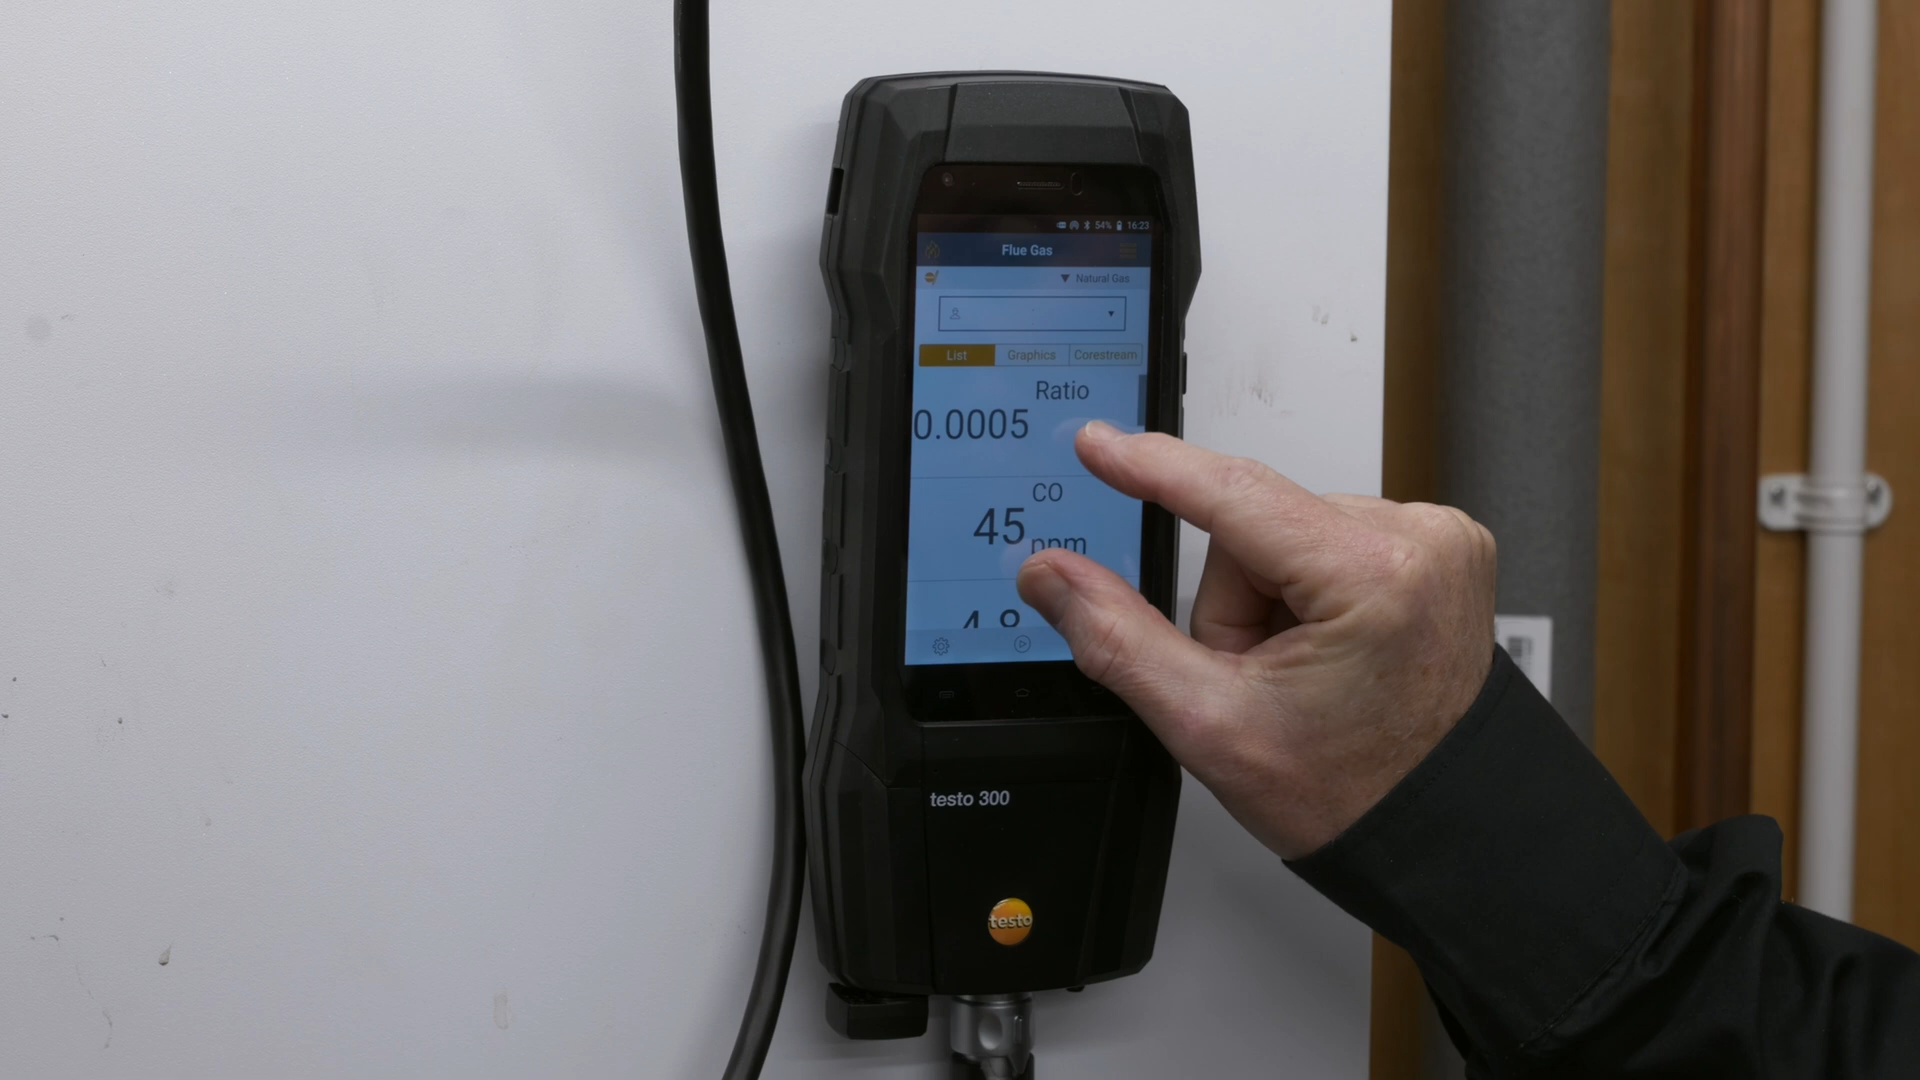 54% 16:23
Flue Gas
Natural Gas
List Graphics Corestream
Ratio
0.0005
CO
45 ppm
testo 300
testo